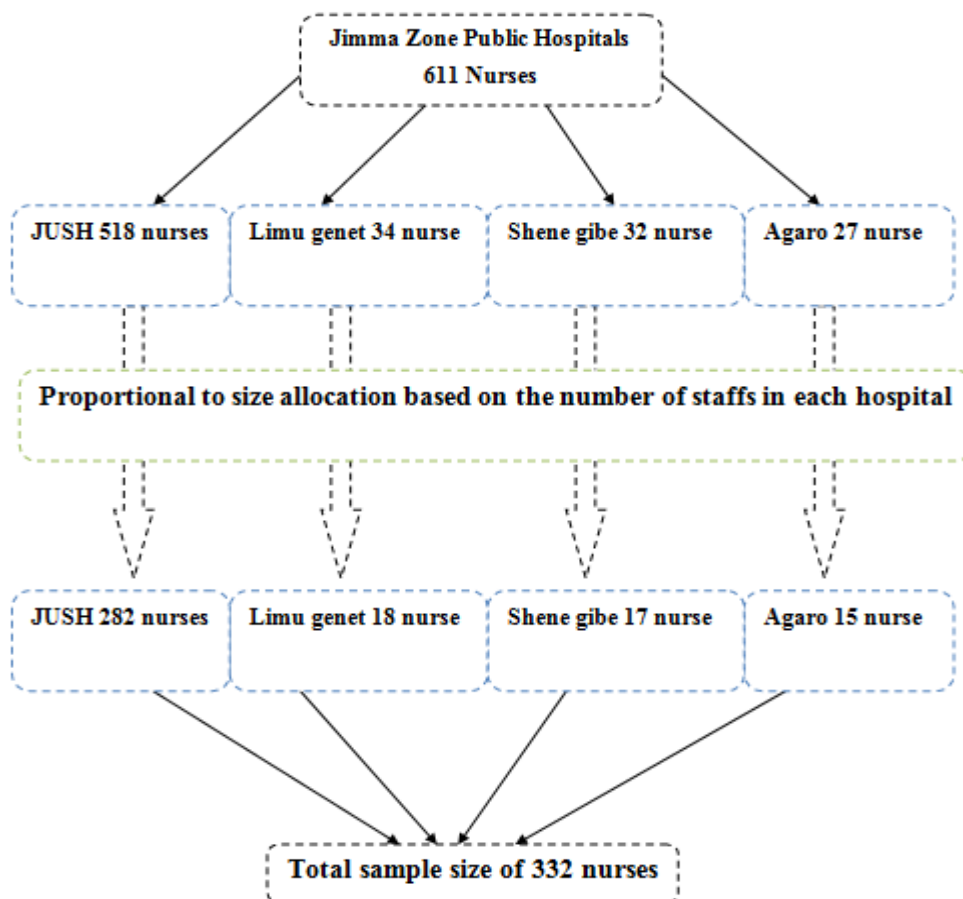 Jimma Zone Public Hospitals
611 Nurses
JUSH 518 nurses
Limu genet 34 nurse
Shene gibe 32 nurse
Agaro 27 nurse
Proportional to size allocation based on the number of staffs in each hospital
JUSH 282 nurses
Limu genet 18 nurse
Shene gibe 17 nurse
Agaro 15 nurse
Total sample size of 332 nurses